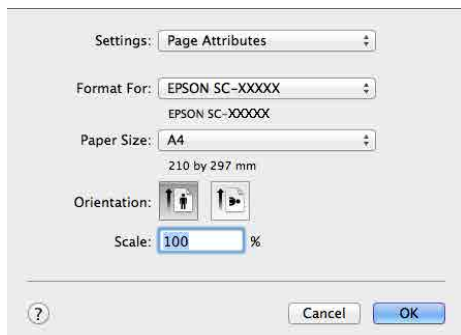 Settings: Page Attributes
Format For: EPSON SC-XXXXX
EPSON SC-XXXXX
Paper Size: A4
210 by 297 mm
Orientation:
Scale: 100 %
? Cancel OK